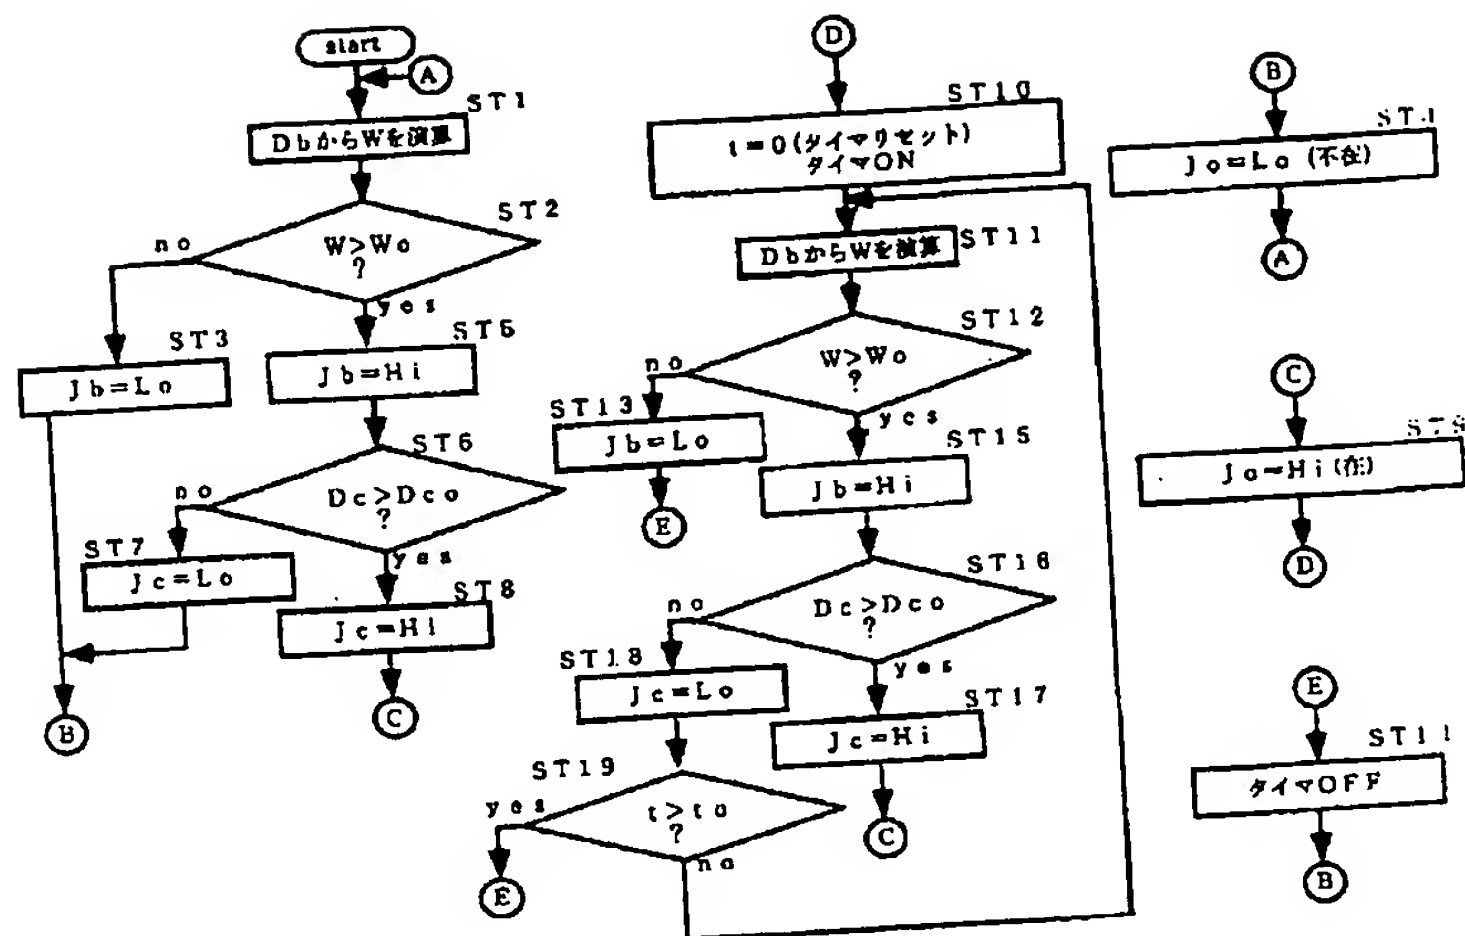 start
A
ST1
DbからWを演算
ST2
no
W>Wo
?
yes
ST3
Jb=Lo
ST5
Jb=Hi
ST6
no
Dc>Dco
?
yes
ST7
Jc=Lo
ST8
Jc=Hi
B
C
D
ST10
t=0(タイマリセット)
タイマON
ST11
DbからWを演算
ST12
no
W>Wo
?
yes
ST13
Jb=Lo
E
ST15
Jb=Hi
ST16
no
Dc>Dco
?
yes
ST18
Jc=Lo
ST17
Jc=Hi
C
ST19
yes
t>to
?
no
E
B
Jo=Lo (不在)
A
C
Jo=Hi (在)
D
E
タイマOFF
B